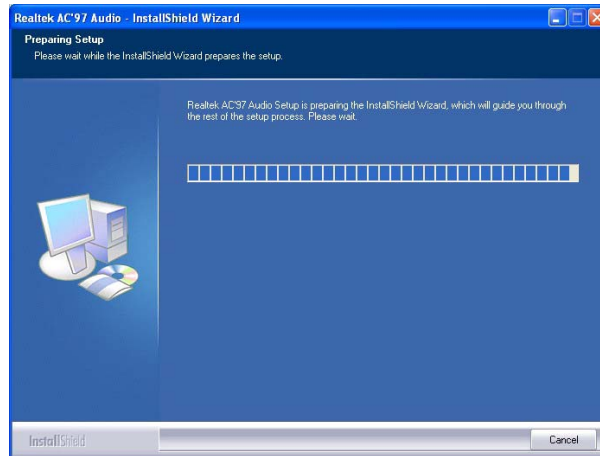 Realtek AC'97 Audio - InstallShield Wizard
Preparing Setup
Please wait while the InstallShield Wizard prepares the setup.
Realtek AC'97 Audio Setup is preparing the InstallShield Wizard, which will guide you through
the rest of the setup process. Please wait.
InstallShield
Cancel